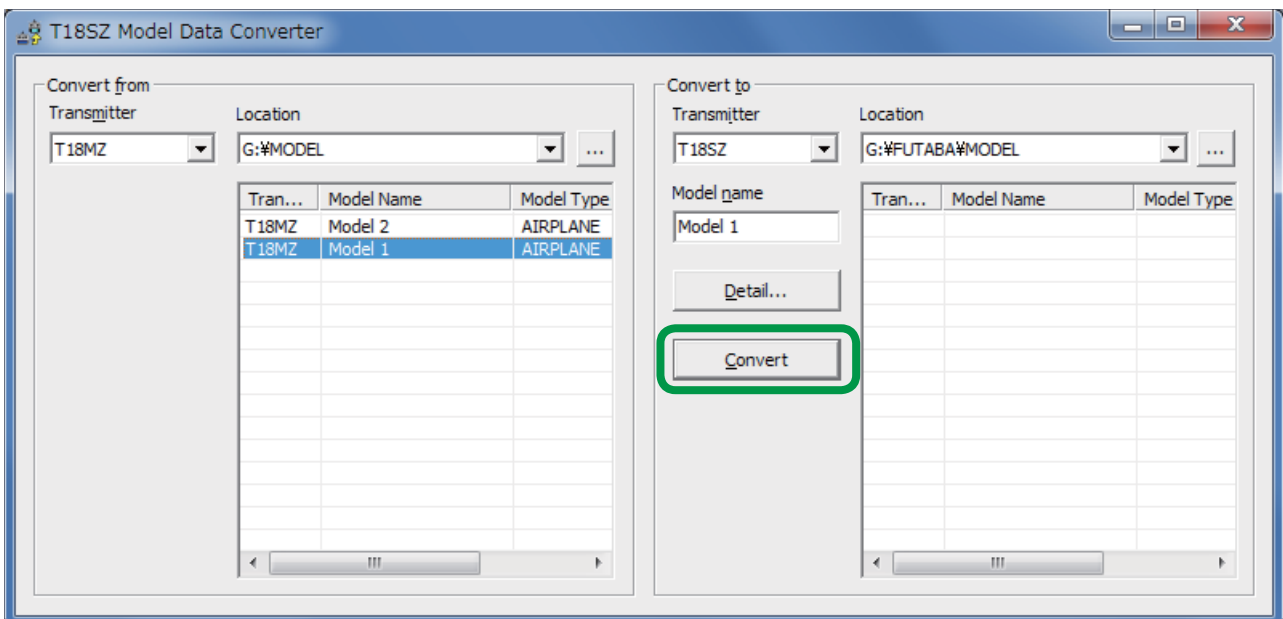 T18SZ Model Data Converter
Convert from
Transmitter Location
T18MZ G:¥MODEL ...
Tran... Model Name Model Type
T18MZ Model 2 AIRPLANE
T18MZ Model 1 AIRPLANE
Convert to
Transmitter Location
T18SZ G:¥FUTABA¥MODEL ...
Model name
Model 1
Detail...
Convert
Tran... Model Name Model Type